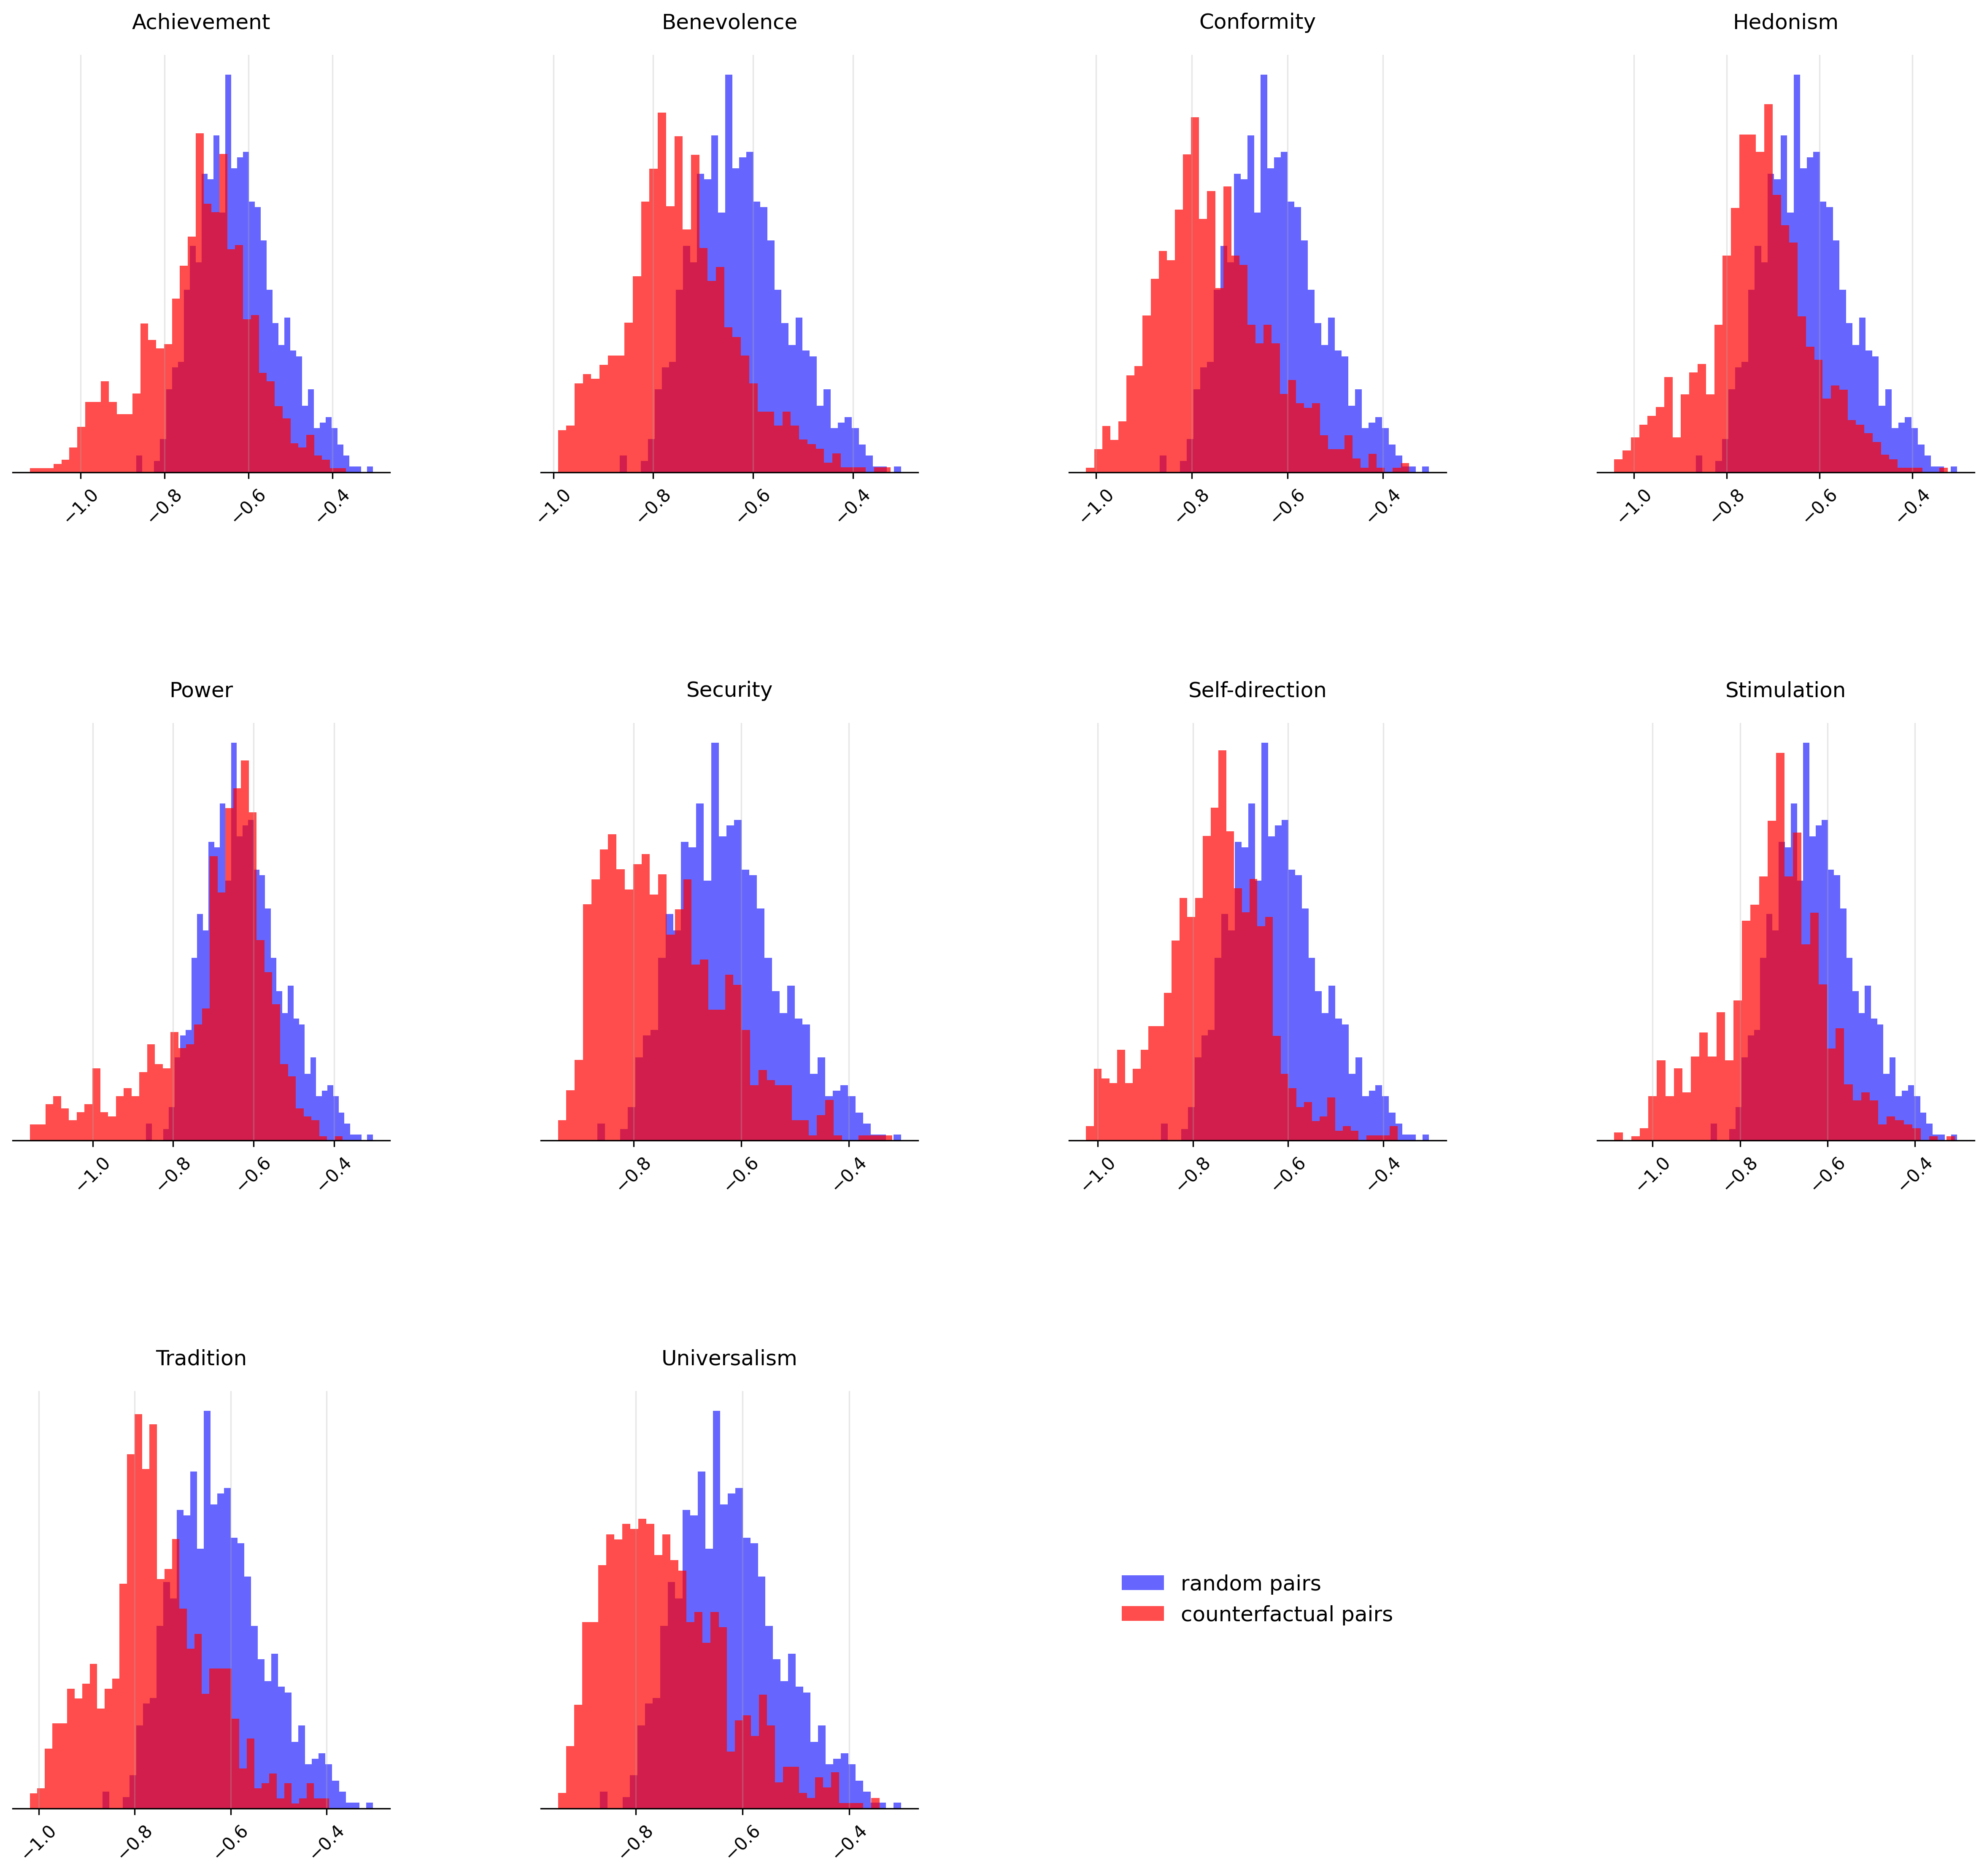 Achievement
Benevolence
Conformity
Hedonism
−1.0 −0.8 −0.6 −0.4
−1.0 −0.8 −0.6 −0.4
−1.0 −0.8 −0.6 −0.4
−1.0 −0.8 −0.6 −0.4
Power
Security
Self-direction
Stimulation
−1.0 −0.8 −0.6 −0.4
−0.8 −0.6 −0.4
−1.0 −0.8 −0.6 −0.4
−1.0 −0.8 −0.6 −0.4
Tradition
Universalism
random pairs
counterfactual pairs
−1.0 −0.8 −0.6 −0.4
−0.8 −0.6 −0.4